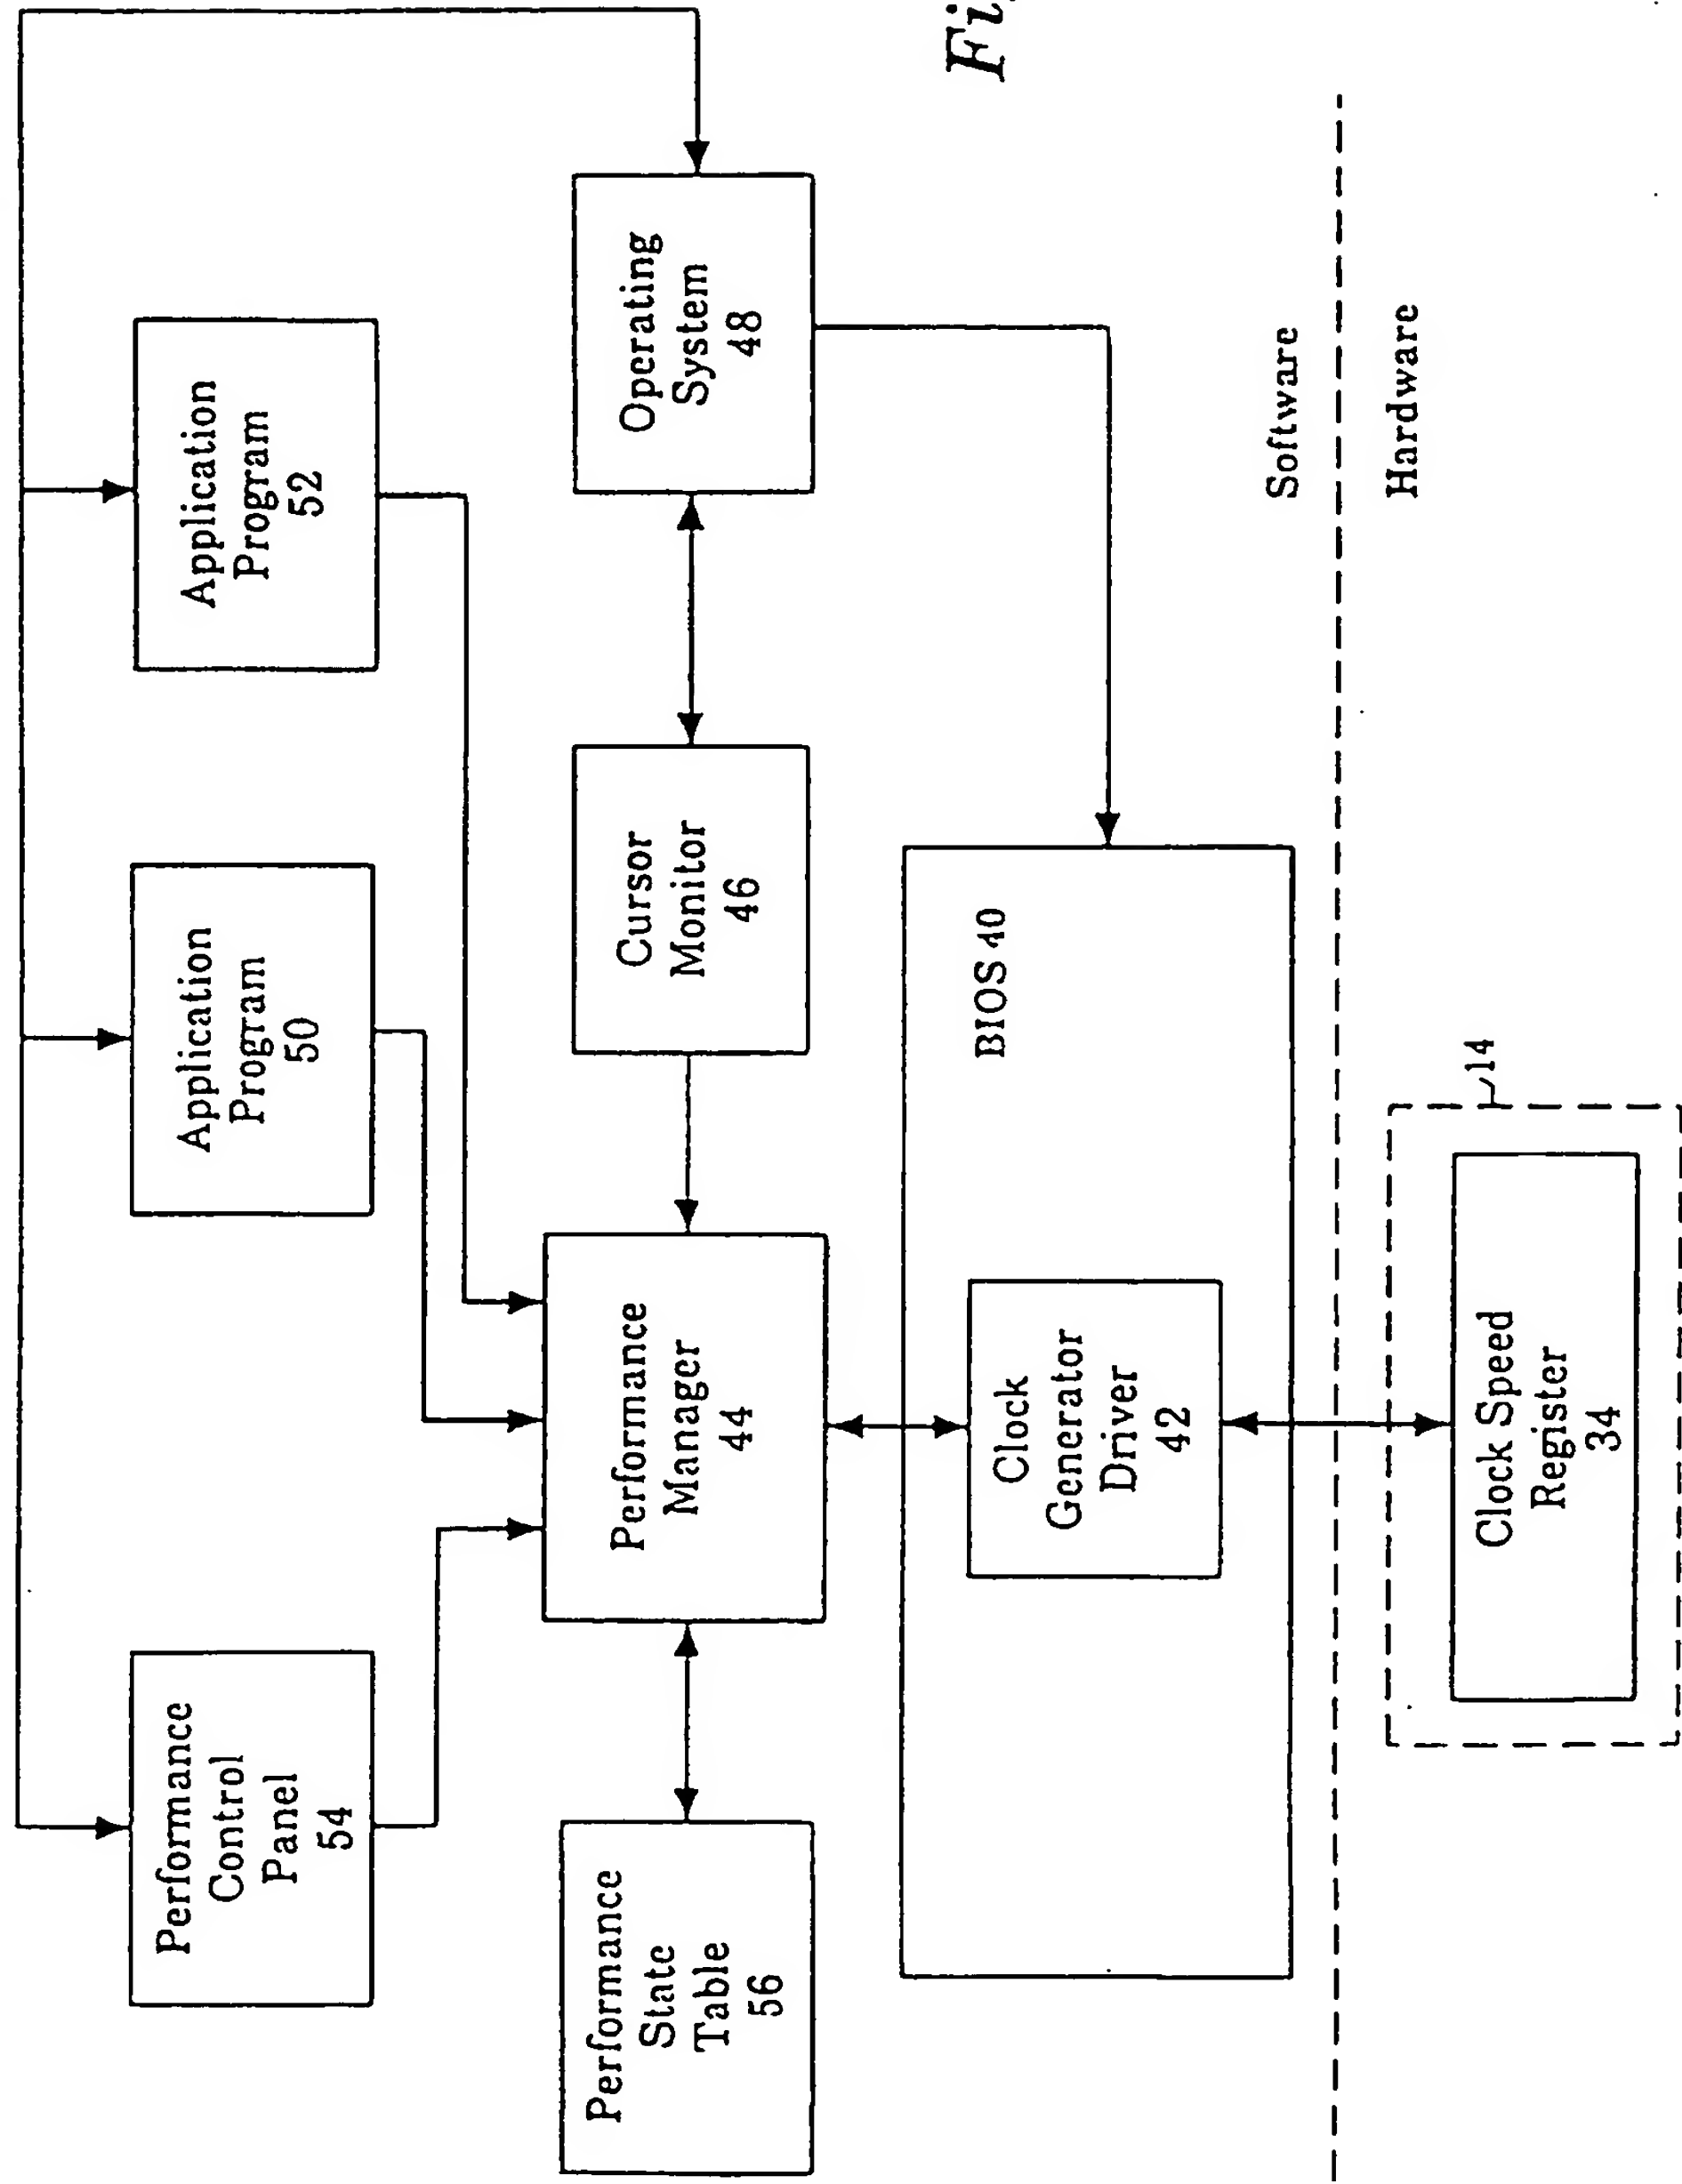 Performance
Control
Panel
54
Application
Program
50
Application
Program
52
Performance
State
Table
56
Performance
Manager
44
Cursor
Monitor
46
Operating
System
48
BIOS 40
Clock
Generator
Driver
42
Software
Hardware
14
Clock Speed
Register
34